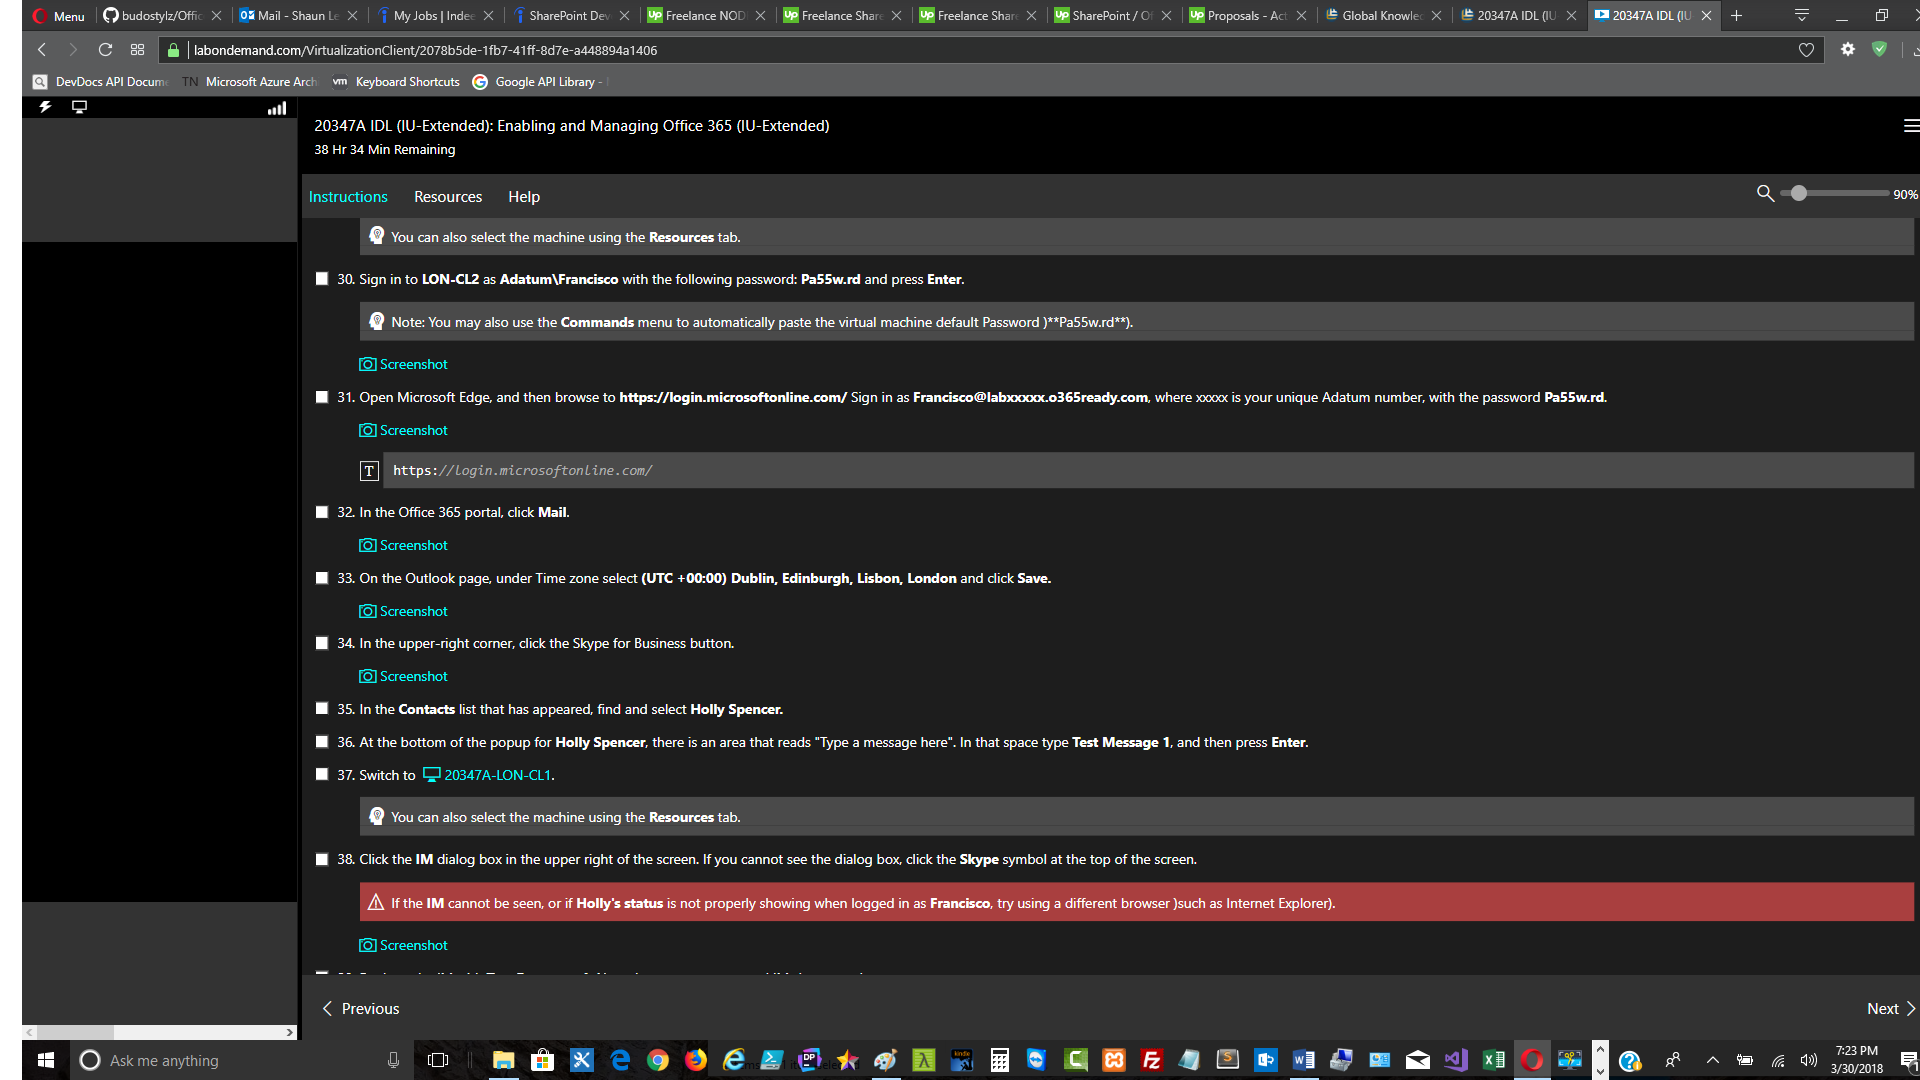 Menu
budostylz/Offic
Mail - Shaun Le
My Jobs | Indee
SharePoint Dev
Freelance NOD
Freelance Share
Freelance Share
SharePoint / Of
Proposals - Act
Global Knowled
20347A IDL (IU
20347A IDL (IU
labondemand.com/VirtualizationClient/2078b5de-1fb7-41ff-8d7e-a448894a1406
DevDocs API Docume
TN Microsoft Azure Arch
vm Keyboard Shortcuts
Google API Library -
20347A IDL (IU-Extended): Enabling and Managing Office 365 (IU-Extended)
38 Hr 34 Min Remaining
Instructions Resources Help
90%
You can also select the machine using the Resources tab.
30. Sign in to LON-CL2 as Adatum\Francisco with the following password: Pa55w.rd and press Enter.
Note: You may also use the Commands menu to automatically paste the virtual machine default Password )**Pa55w.rd**).
Screenshot
31. Open Microsoft Edge, and then browse to https://login.microsoftonline.com/ Sign in as Francisco@labxxxxx.o365ready.com, where xxxxx is your unique Adatum number, with the password Pa55w.rd.
Screenshot
T https://login.microsoftonline.com/
32. In the Office 365 portal, click Mail.
Screenshot
33. On the Outlook page, under Time zone select (UTC +00:00) Dublin, Edinburgh, Lisbon, London and click Save.
Screenshot
34. In the upper-right corner, click the Skype for Business button.
Screenshot
35. In the Contacts list that has appeared, find and select Holly Spencer.
36. At the bottom of the popup for Holly Spencer, there is an area that reads "Type a message here". In that space type Test Message 1, and then press Enter.
37. Switch to 20347A-LON-CL1.
You can also select the machine using the Resources tab.
38. Click the IM dialog box in the upper right of the screen. If you cannot see the dialog box, click the Skype symbol at the top of the screen.
If the IM cannot be seen, or if Holly's status is not properly showing when logged in as Francisco, try using a different browser )such as Internet Explorer).
Screenshot
Previous
Next
Ask me anything
7:23 PM
3/30/2018